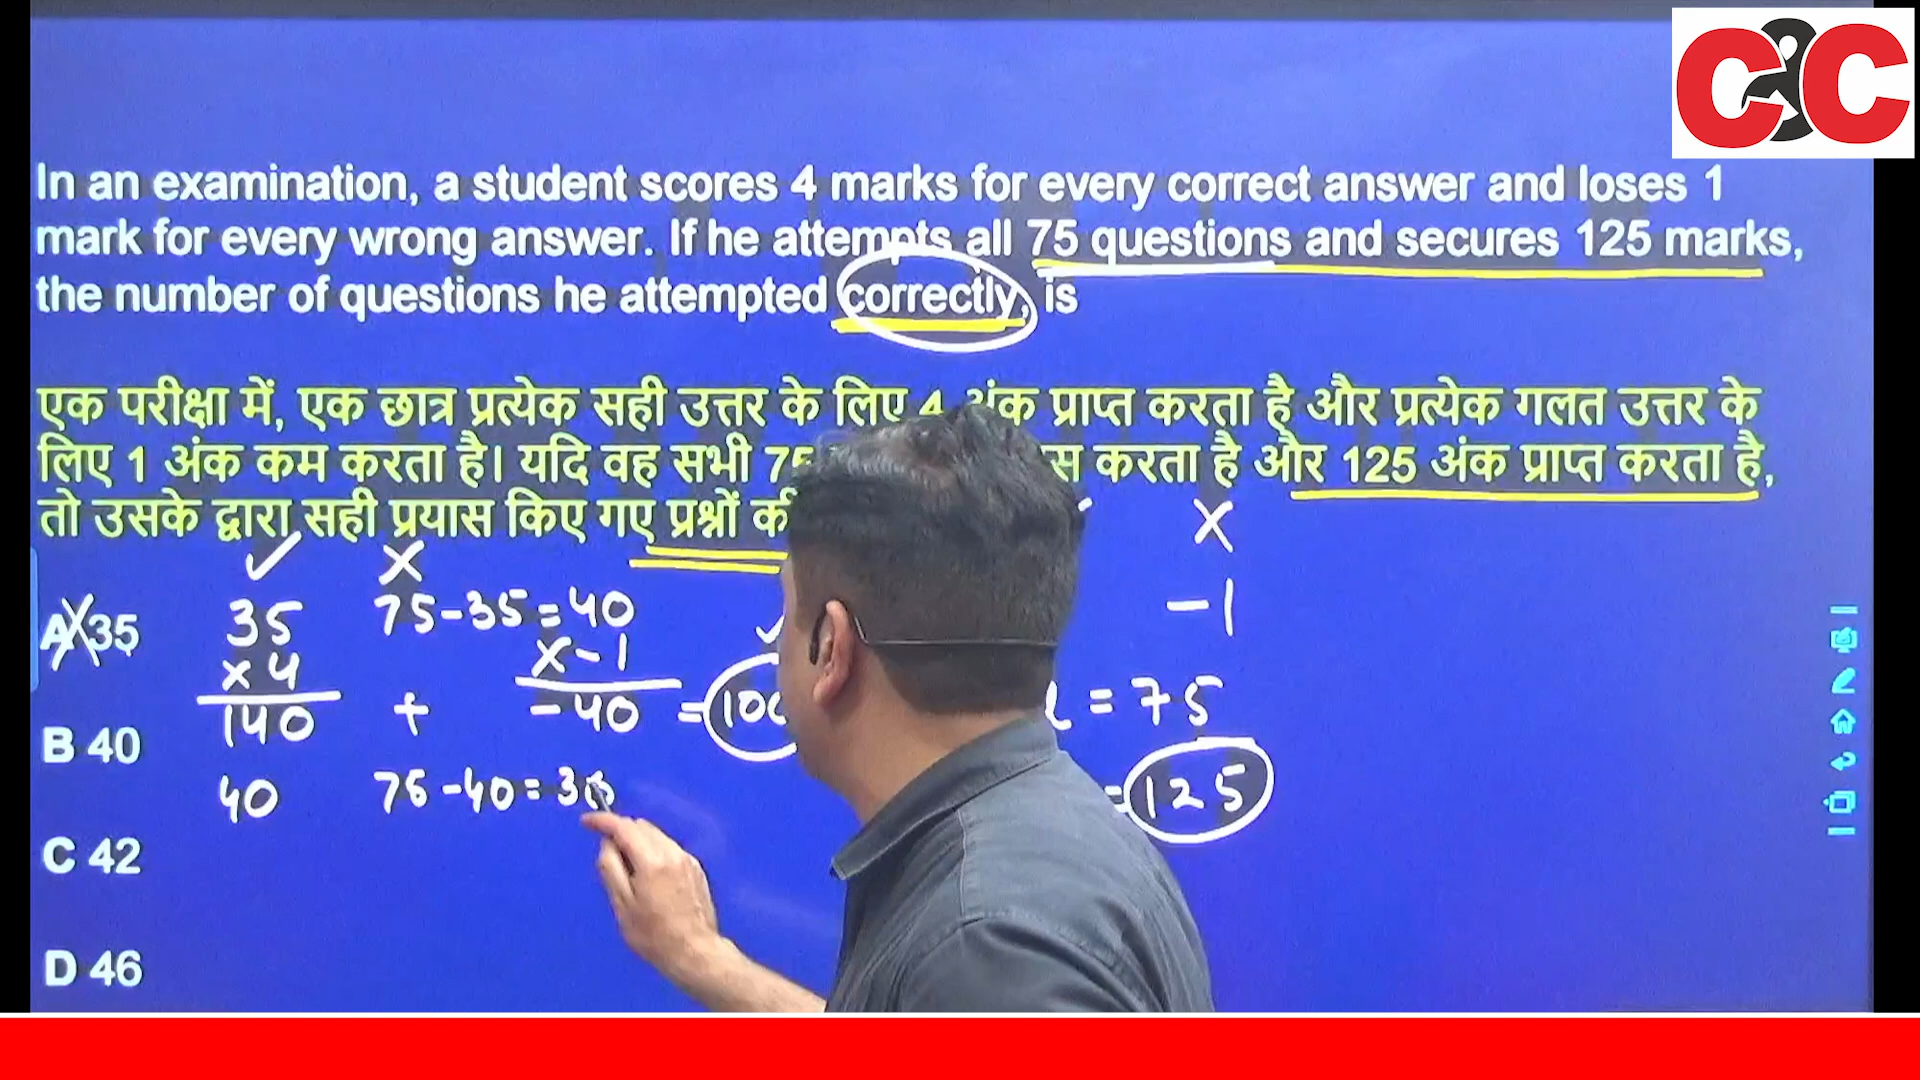 C3C
In an examination, a student scores 4 marks for every correct answer and loses 1
mark for every wrong answer. If he attempts all 75 questions and secures 125 marks,
the number of questions he attempted correctly, is
एक परीक्षा में, एक छात्र प्रत्येक सही उत्तर के लिए 4 अंक प्राप्त करता है और प्रत्येक गलत उत्तर के
लिए 1 अंक कम करता है। यदि वह सभी 75 करता है और 125 अंक प्राप्त करता है,
तो उसके द्वारा सही प्रयास किए गए प्रश्नों की
✓ x x
A 35 35 75-35=40 -1
x 4 x-1
140 + -40 = = 75
B 40
40 75-40= =125
C 42
D 46